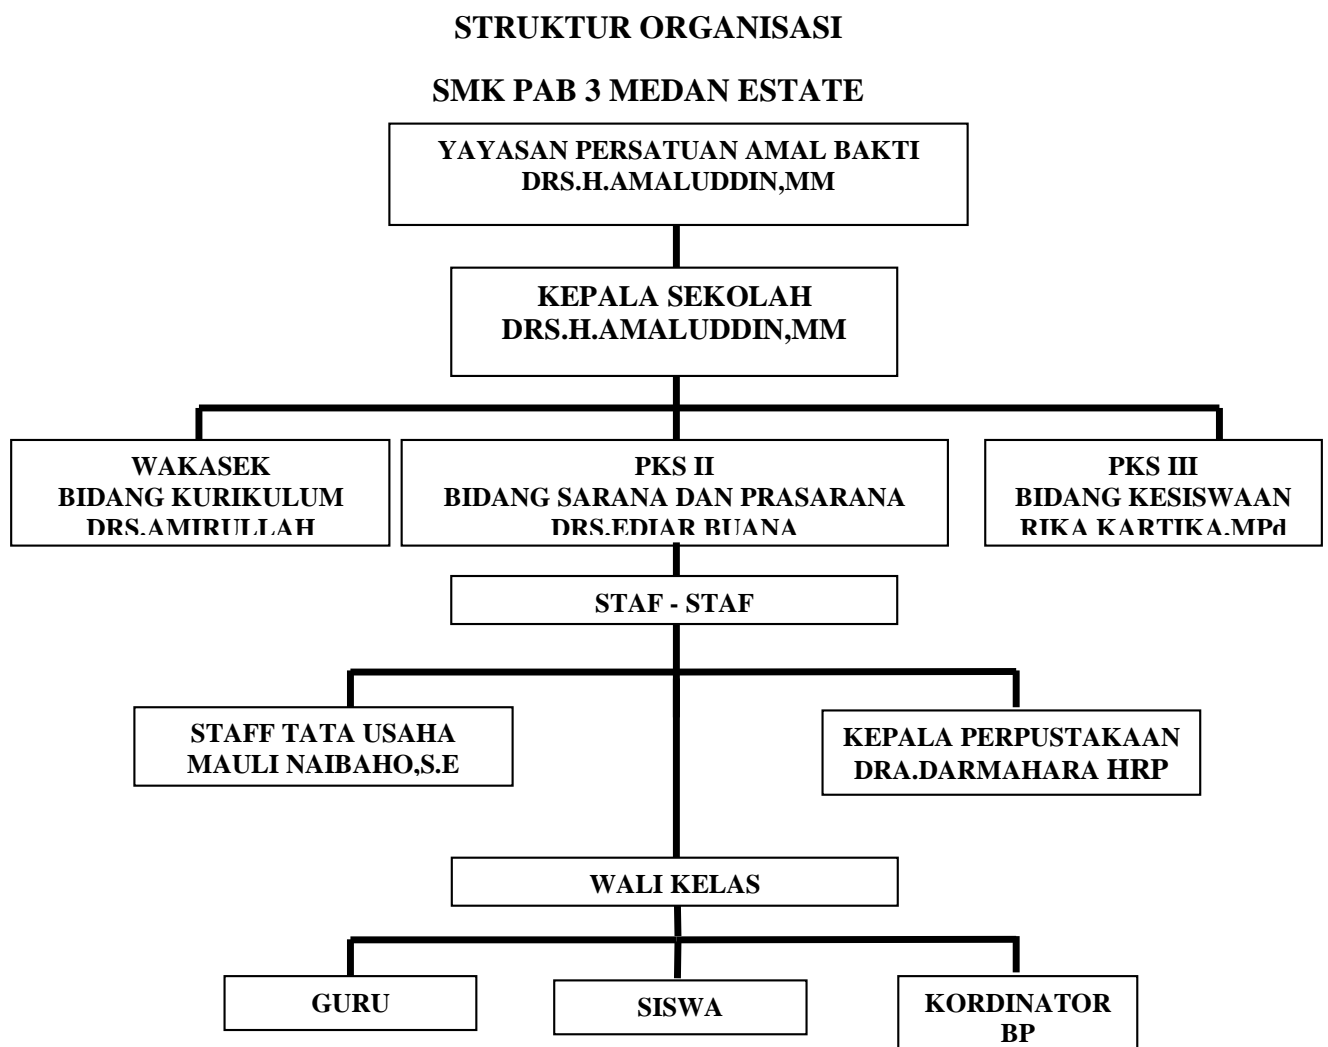 STRUKTUR ORGANISASI
SMK PAB 3 MEDAN ESTATE
YAYASAN PERSATUAN AMAL BAKTI
DRS.H.AMALUDDIN,MM
KEPALA SEKOLAH
DRS.H.AMALUDDIN,MM
WAKASEK
BIDANG KURIKULUM
DRS.AMIRULLAH
PKS II
BIDANG SARANA DAN PRASARANA
DRS.EDIAR BUANA
PKS III
BIDANG KESISWAAN
RIKA KARTIKA.MPd
STAF - STAF
STAFF TATA USAHA
MAULI NAIBAHO,S.E
KEPALA PERPUSTAKAAN
DRA.DARMAHARA HRP
WALI KELAS
GURU
SISWA
KORDINATOR
BP